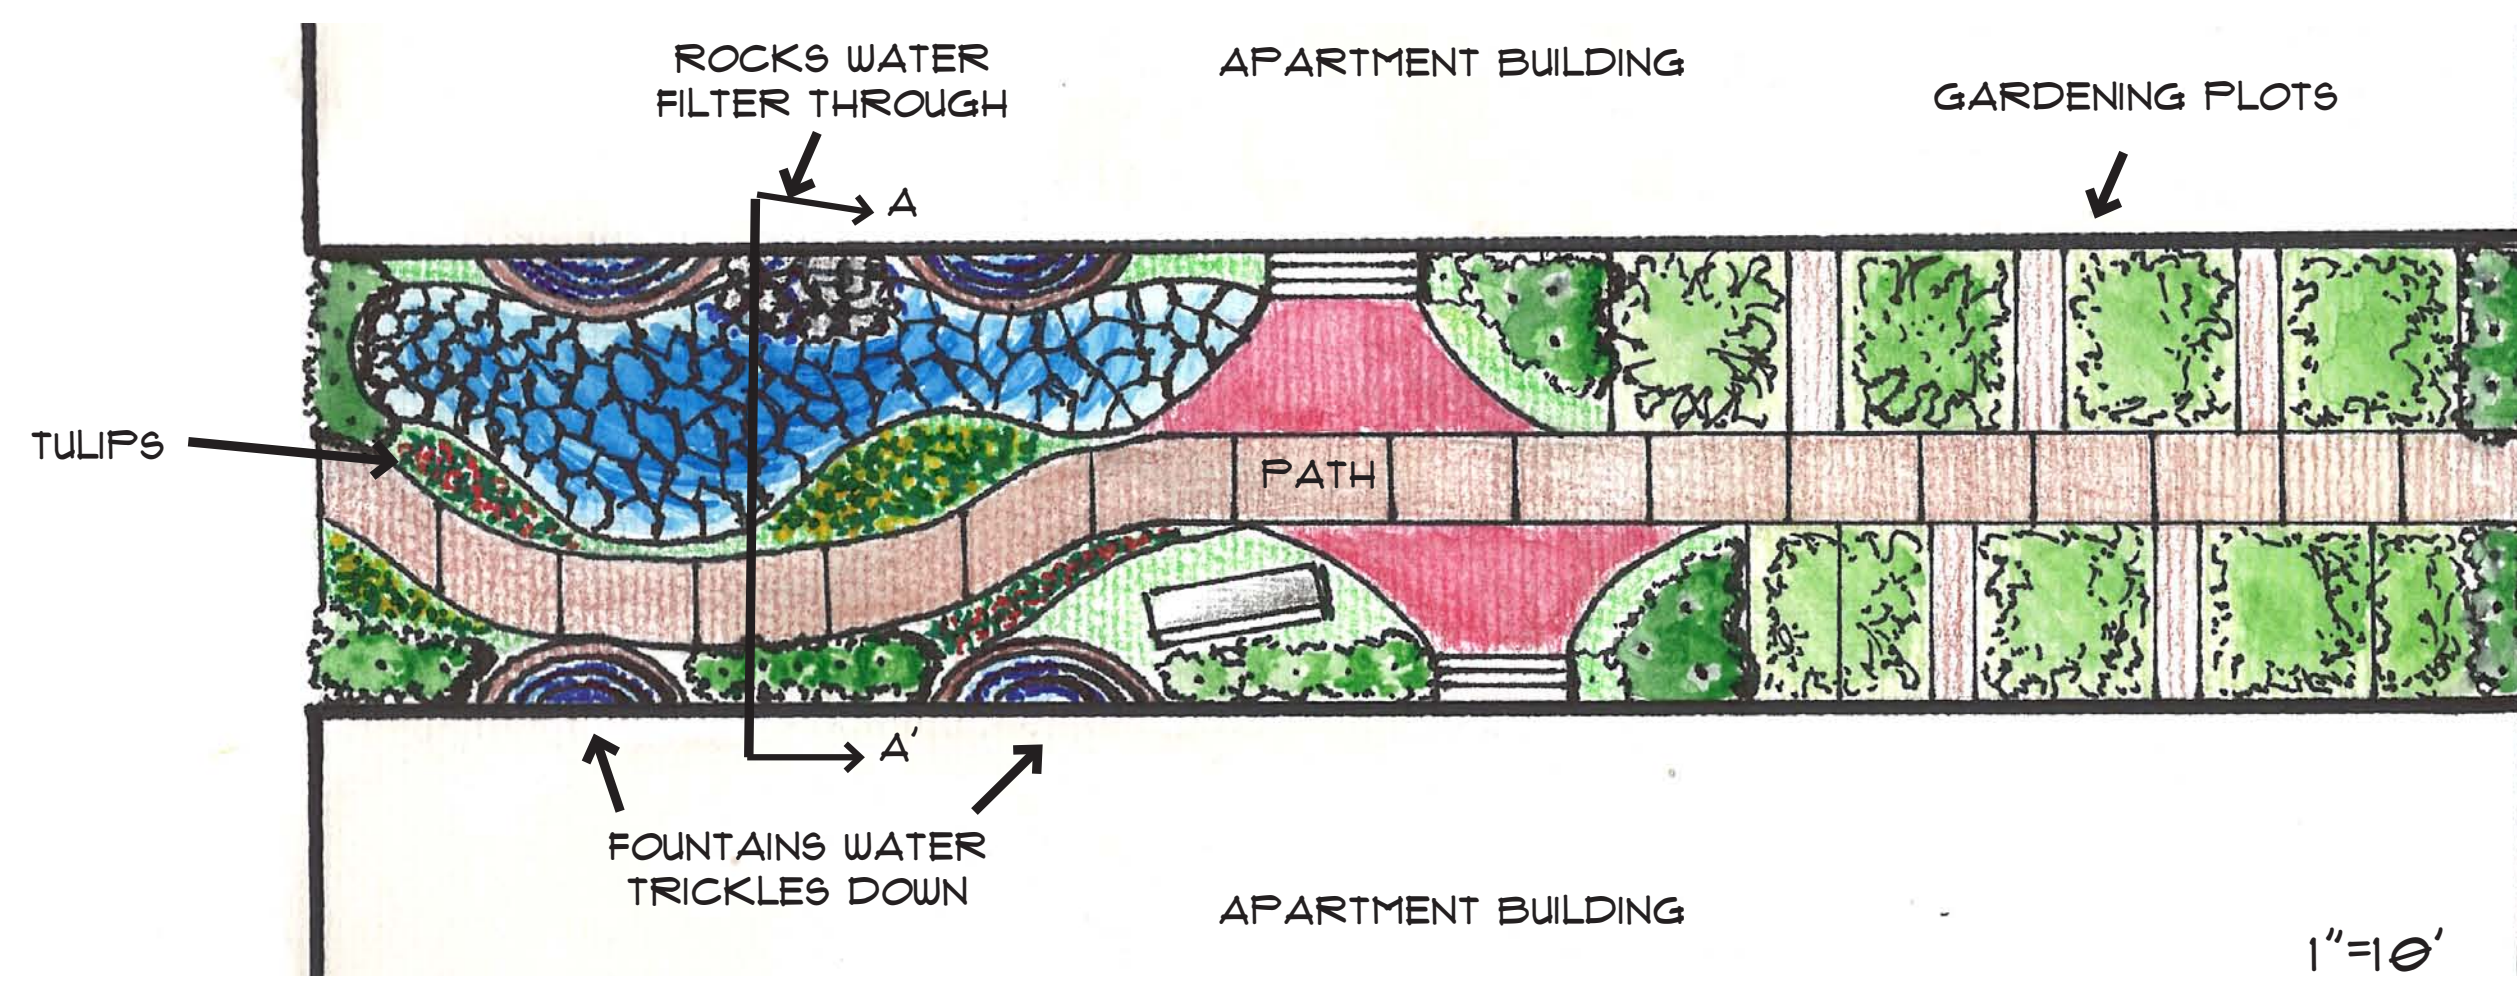 ROCKS WATER
FILTER THROUGH
APARTMENT BUILDING
GARDENING PLOTS
A
TULIPS
PATH
A'
FOUNTAINS WATER
TRICKLES DOWN
APARTMENT BUILDING
1"=10'